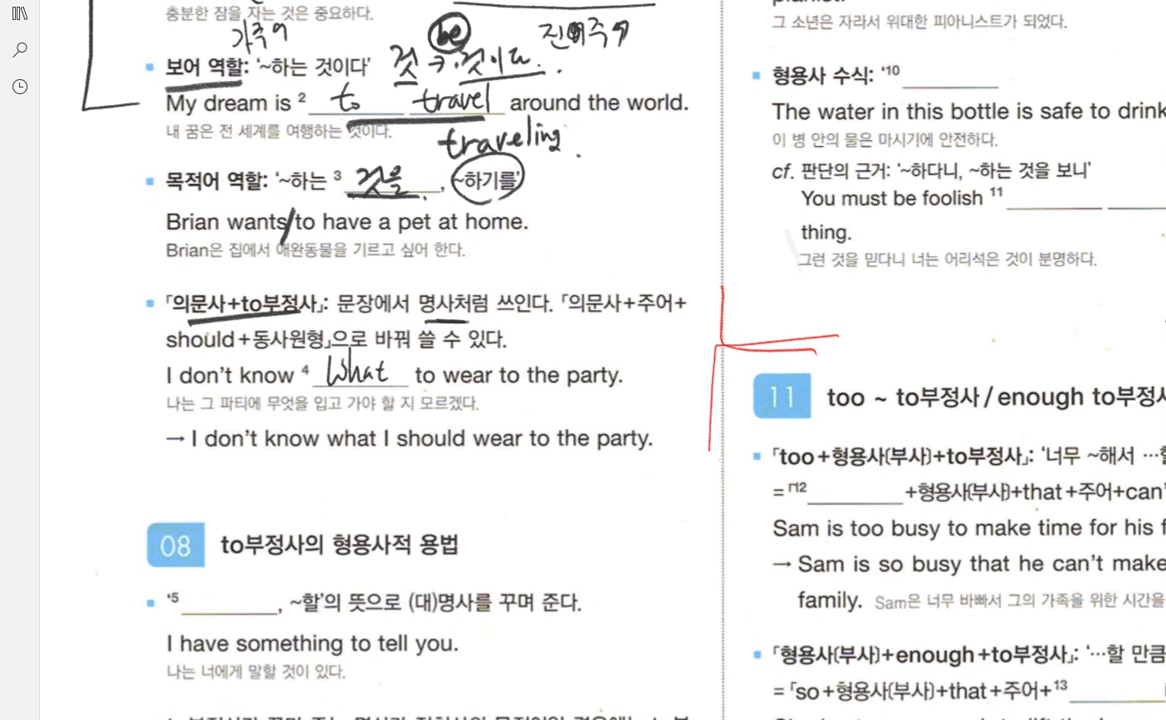 충분한 잠을 자는 것은 중요하다.
가주어
be
진주어
것 것이다.
보어 역할: '~하는 것이다'
My dream is ² to travel around the world.
내 꿈은 전 세계를 여행하는 것이다.
traveling.
목적어 역할: '~하는 ³ 것을, ~하기를'
Brian wants/to have a pet at home.
Brian은 집에서 애완동물을 기르고 싶어 한다.
「의문사+to부정사」: 문장에서 명사처럼 쓰인다. 「의문사+주어+
should+동사원형」으로 바꿔 쓸 수 있다.
I don't know ⁴ What to wear to the party.
나는 그 파티에 무엇을 입고 가야 할 지 모르겠다.
→ I don't know what I should wear to the party.
08 to부정사의 형용사적 용법
'⁵ ________, ~할'의 뜻으로 (대)명사를 꾸며 준다.
I have something to tell you.
나는 너에게 말할 것이 있다.
그 소년은 자라서 위대한 피아니스트가 되었다.
형용사 수식: '¹⁰ ________
The water in this bottle is safe to drink
이 병 안의 물은 마시기에 안전하다.
cf. 판단의 근거: '~하다니, ~하는 것을 보니'
You must be foolish ¹¹ ________ ________
thing.
그런 것을 믿다니 너는 어리석은 것이 분명하다.
11 too ~ to부정사/enough to부정사
「too+형용사(부사)+to부정사」: '너무 ~해서 …할
=「¹² ________ +형용사(부사)+that+주어+can'
Sam is too busy to make time for his f
→ Sam is so busy that he can't make
family. Sam은 너무 바빠서 그의 가족을 위한 시간을
「형용사(부사)+enough+to부정사」: '…할 만큼
=「so+형용사(부사)+that+주어+¹³ ________